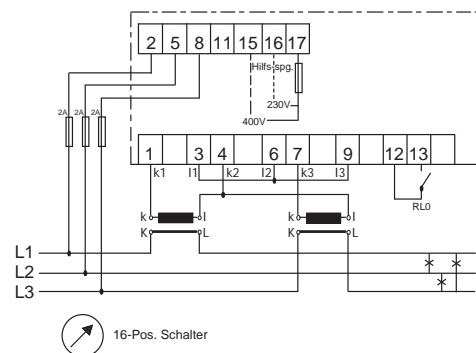 2 5 8 11 15 16 17
Hilfs-spg.
230V
400V
2A 2A 2A
1 3 4 6 7 9 12 13
k1 l1 k2 l2 k3 l3
RL0
k l k l
K L K L
L1
L2
L3
16-Pos. Schalter